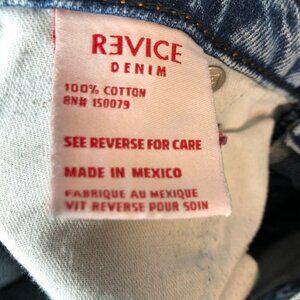 REVICE
DENIM
100% COTTON
RN# 150079
SEE REVERSE FOR CARE
MADE IN MEXICO
FABRIQUE AU MEXIQUE
VIT REVERSE POUR SOIN